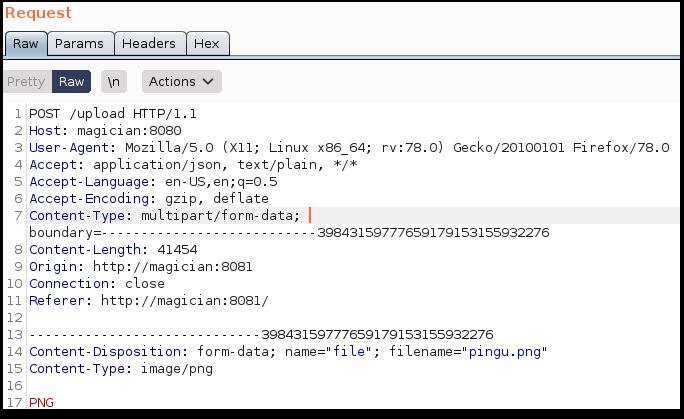 Request
Raw Params Headers Hex
Pretty Raw \n Actions
1 POST /upload HTTP/1.1
2 Host: magician:8080
3 User-Agent: Mozilla/5.0 (X11; Linux x86_64; rv:78.0) Gecko/20100101 Firefox/78.0
4 Accept: application/json, text/plain, */*
5 Accept-Language: en-US,en;q=0.5
6 Accept-Encoding: gzip, deflate
7 Content-Type: multipart/form-data;
boundary=---------------------------39843159777659179153155932276
8 Content-Length: 41454
9 Origin: http://magician:8081
10 Connection: close
11 Referer: http://magician:8081/
12
13 -----------------------------39843159777659179153155932276
14 Content-Disposition: form-data; name="file"; filename="pingu.png"
15 Content-Type: image/png
16
17 PNG